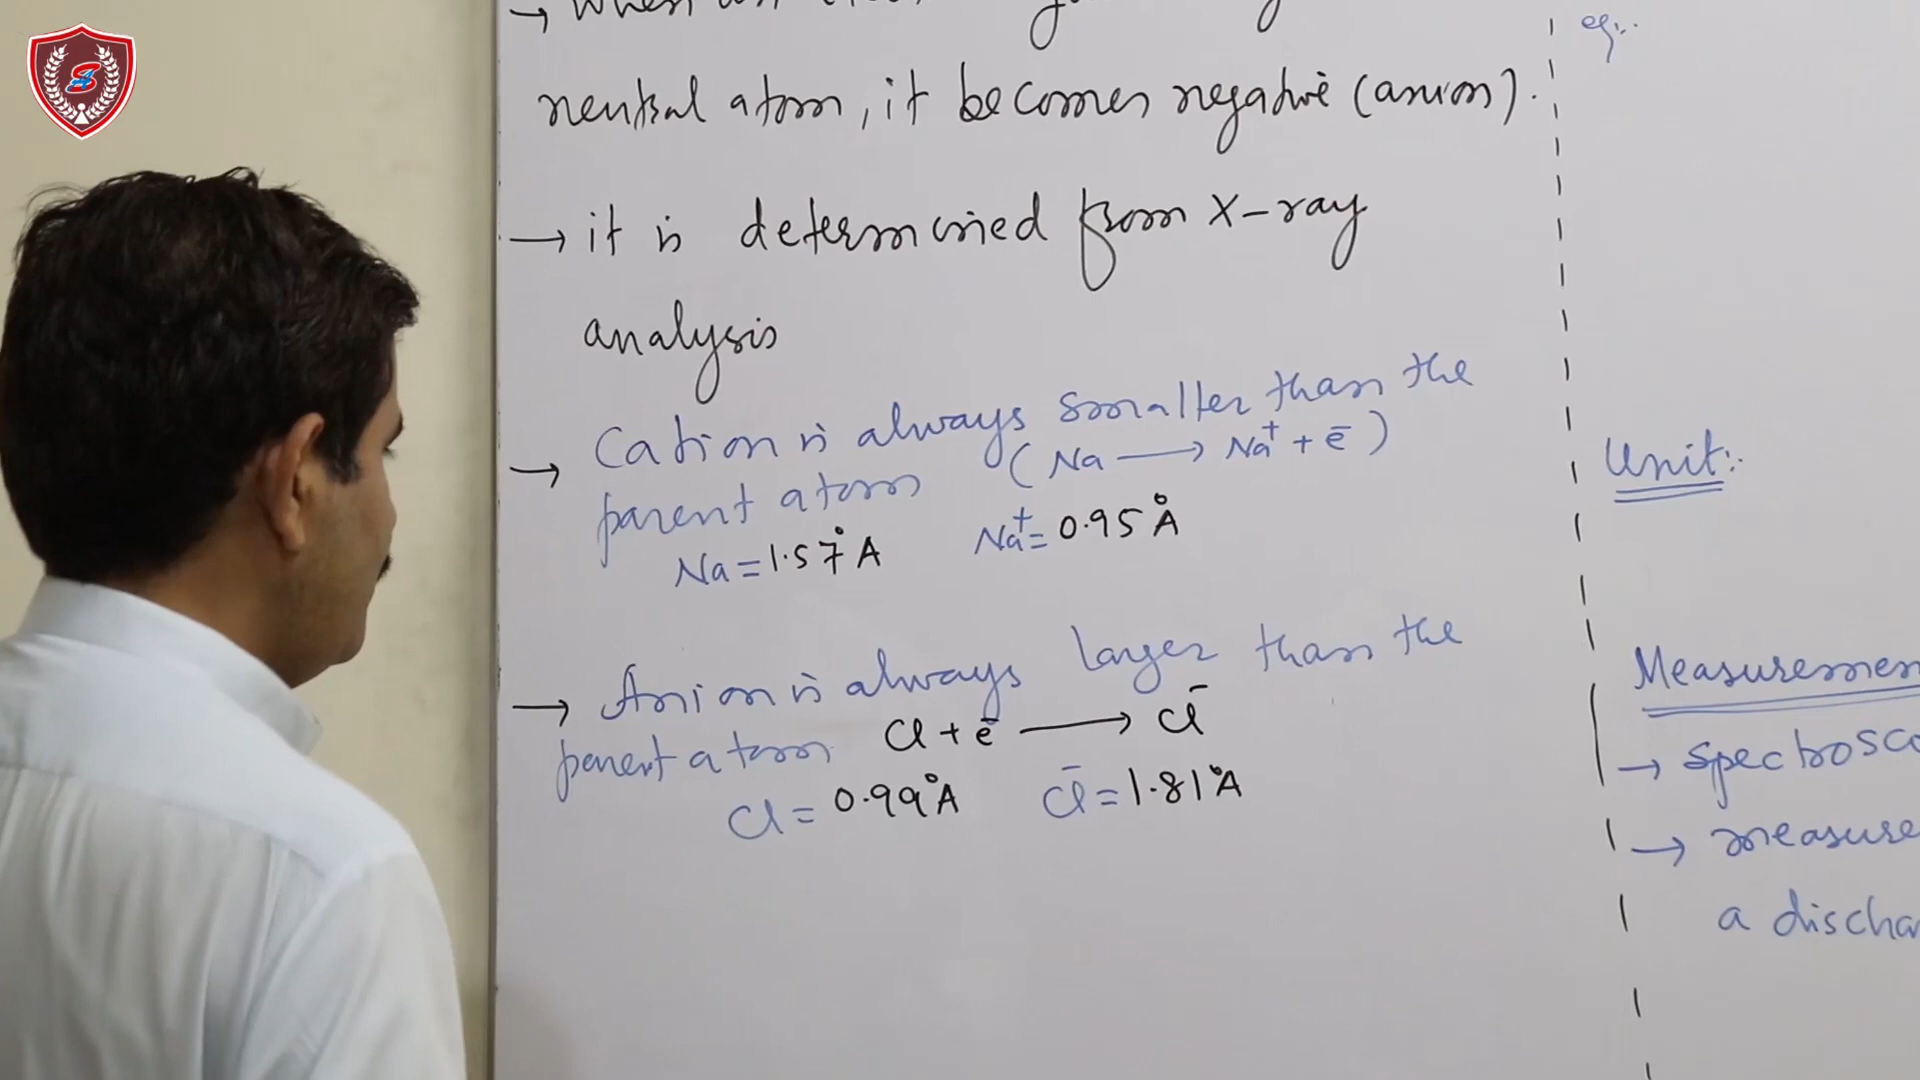 → when
neutral atom, it becomes negative (anion).
→ it is determined from X-ray
analysis
→ Cation is always smaller than the
parent atom (Na → Na⁺ + e⁻)
Na = 1.57 °A Na⁺ = 0.95 Å
→ Anion is always larger than the
parent atom Cl + e⁻ → Cl⁻
Cl = 0.99 °A Cl⁻ = 1.81 °A
eg:-
Unit:-
Measuremen
→ Spectrosco
→ measure
a discha